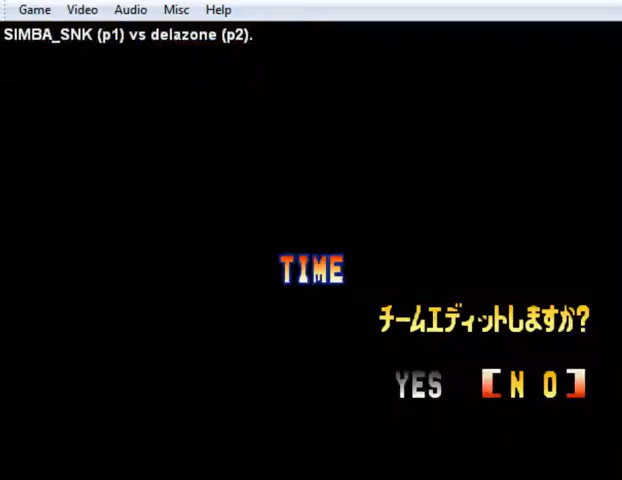 Game Video Audio Misc Help
SIMBA_SNK (p1) vs delazone (p2).
TIME
チームエディットしますか?
YES [N O]